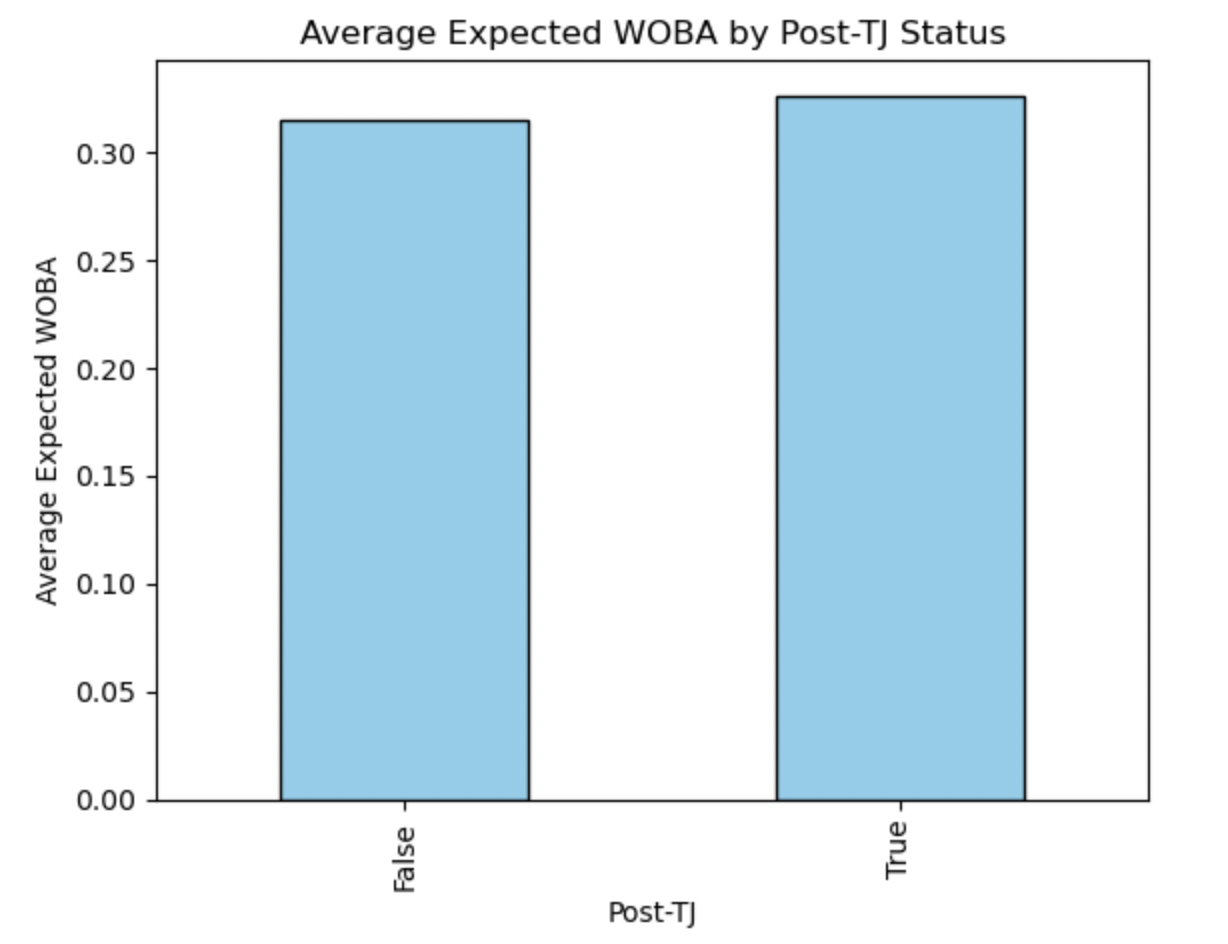 Average Expected WOBA by Post-TJ Status
Average Expected WOBA
0.30
0.25
0.20
0.15
0.10
0.05
0.00
False
True
Post-TJ